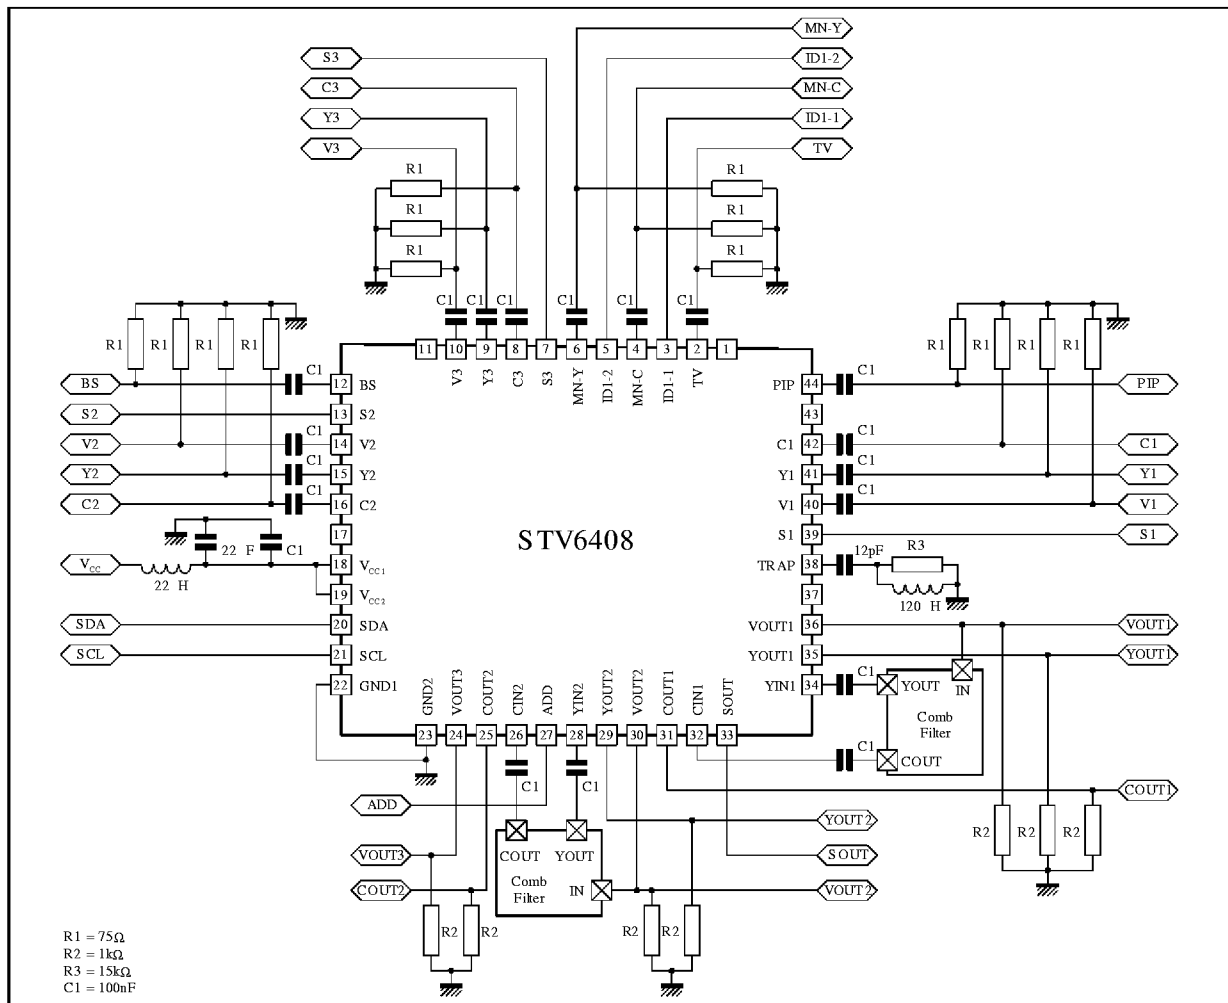 MN-Y
S3
ID1-2
C3
MN-C
Y3
ID1-1
V3
TV
R1
R1
R1
R1
R1
R1
C1
C1
C1
C1
C1
C1
R1
R1
R1
R1
R1
R1
R1
R1
11
10
9
8
7
6
5
4
3
2
1
V3
Y3
C3
S3
MN-Y
ID1-2
MN-C
ID1-1
TV
BS
C1
12
BS
PIP
44
C1
PIP
S2
13
S2
43
V2
C1
14
V2
C1
42
C1
C1
Y2
C1
15
Y2
Y1
41
C1
Y1
C2
C1
16
C2
V1
40
C1
V1
17
STV6408
S1
39
S1
22 F
C1
VCC
22 H
18
VCC1
TRAP
38
12pF
R3
120 H
19
VCC2
37
SDA
20
SDA
VOUT1
36
VOUT1
SCL
21
SCL
YOUT1
35
YOUT1
22
GND1
YIN1
34
C1
YOUT
IN
Comb
Filter
COUT
C1
GND2
VOUT3
COUT2
CIN2
ADD
YIN2
YOUT2
VOUT2
COUT1
CIN1
SOUT
23
24
25
26
27
28
29
30
31
32
33
C1
C1
COUT1
ADD
YOUT2
R2
R2
R2
VOUT3
COUT
YOUT
SOUT
COUT2
Comb
Filter
IN
VOUT2
R2
R2
R2
R2
R1 = 75Ω
R2 = 1kΩ
R3 = 15kΩ
C1 = 100nF